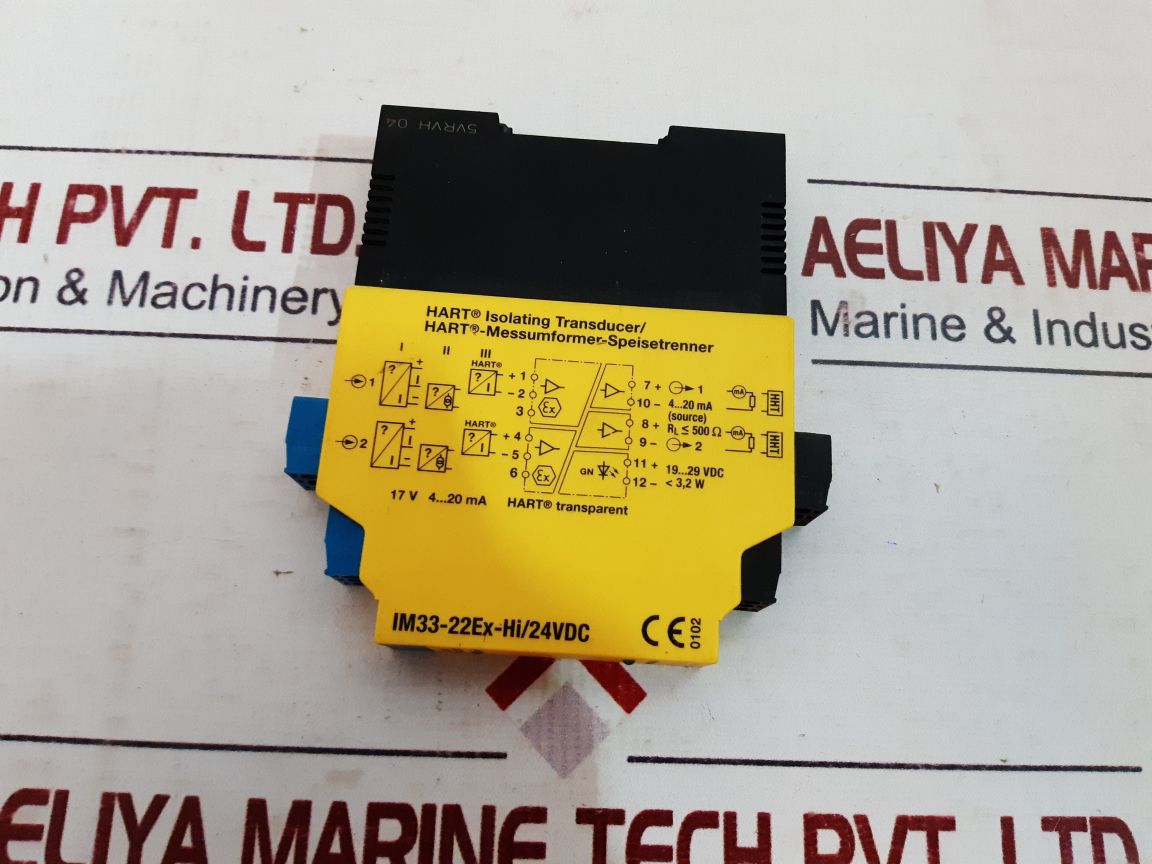 SVRVH 04
H PVT. LTD.
on & Machinery
AELIYA MAR
Marine & Indus
HART® Isolating Transducer/
HART®-Messumformer-Speisetrenner
I II III
HART®
? I + I − ? ? I
1
+ 1
− 2
3
Ex
7 +
1
10 −
4...20 mA
(source)
mA
HHT
2
HART®
? I + I − ? ? I
+ 4
− 5
6
Ex
8 +
RL ≤ 500 Ω
9 −
2
mA
HHT
GN
11 +
19...29 VDC
12 −
< 3,2 W
17 V 4...20 mA
HART® transparent
IM33-22Ex-Hi/24VDC
CE 0102
AELIYA MARINE TECH PVT. LTD.